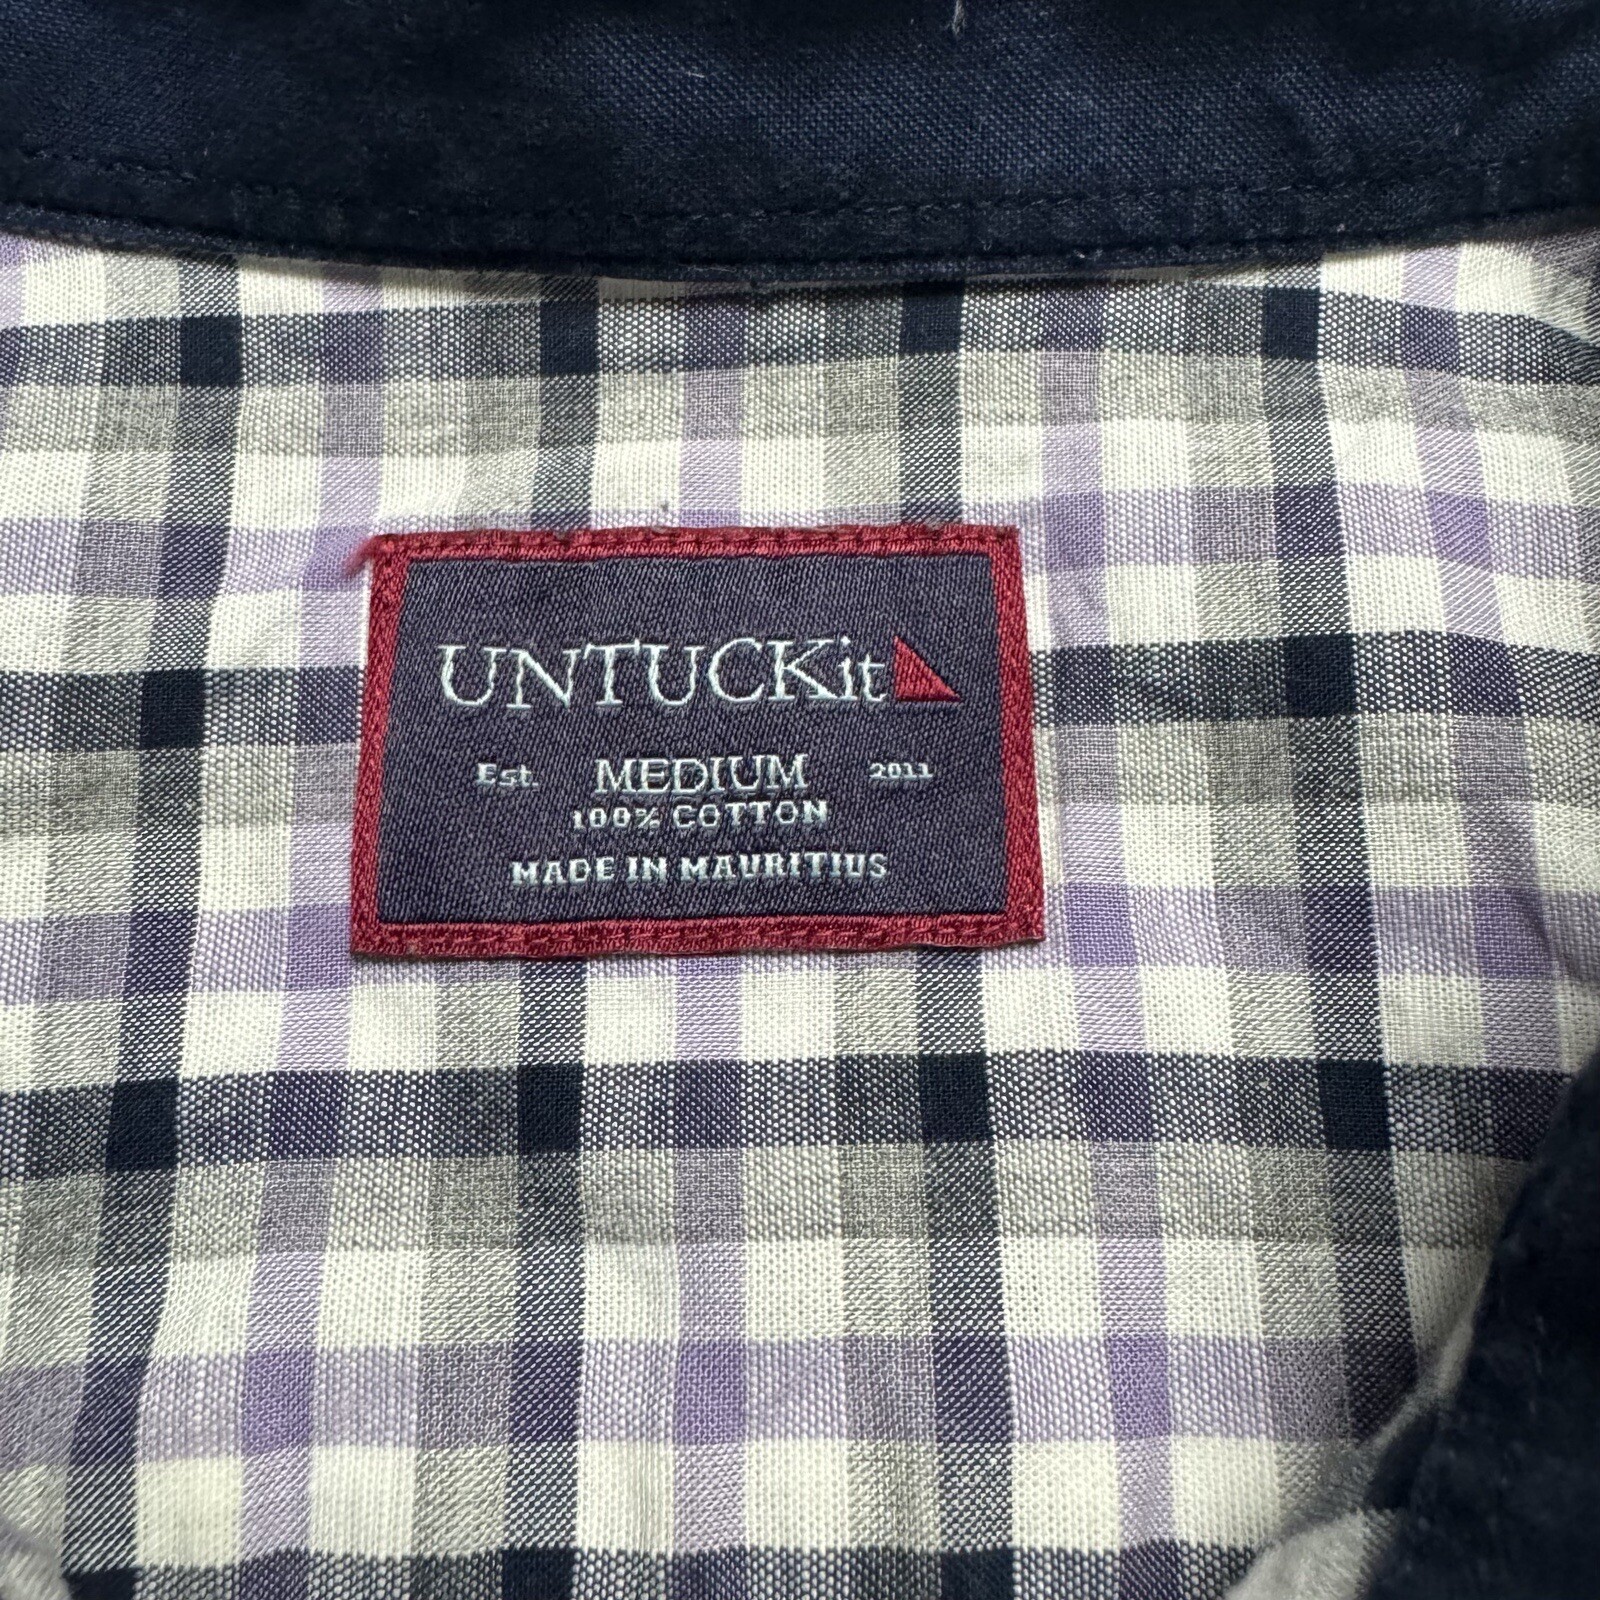 UNTUCKit
Est. MEDIUM 2011
100% COTTON
MADE IN MAURITIUS